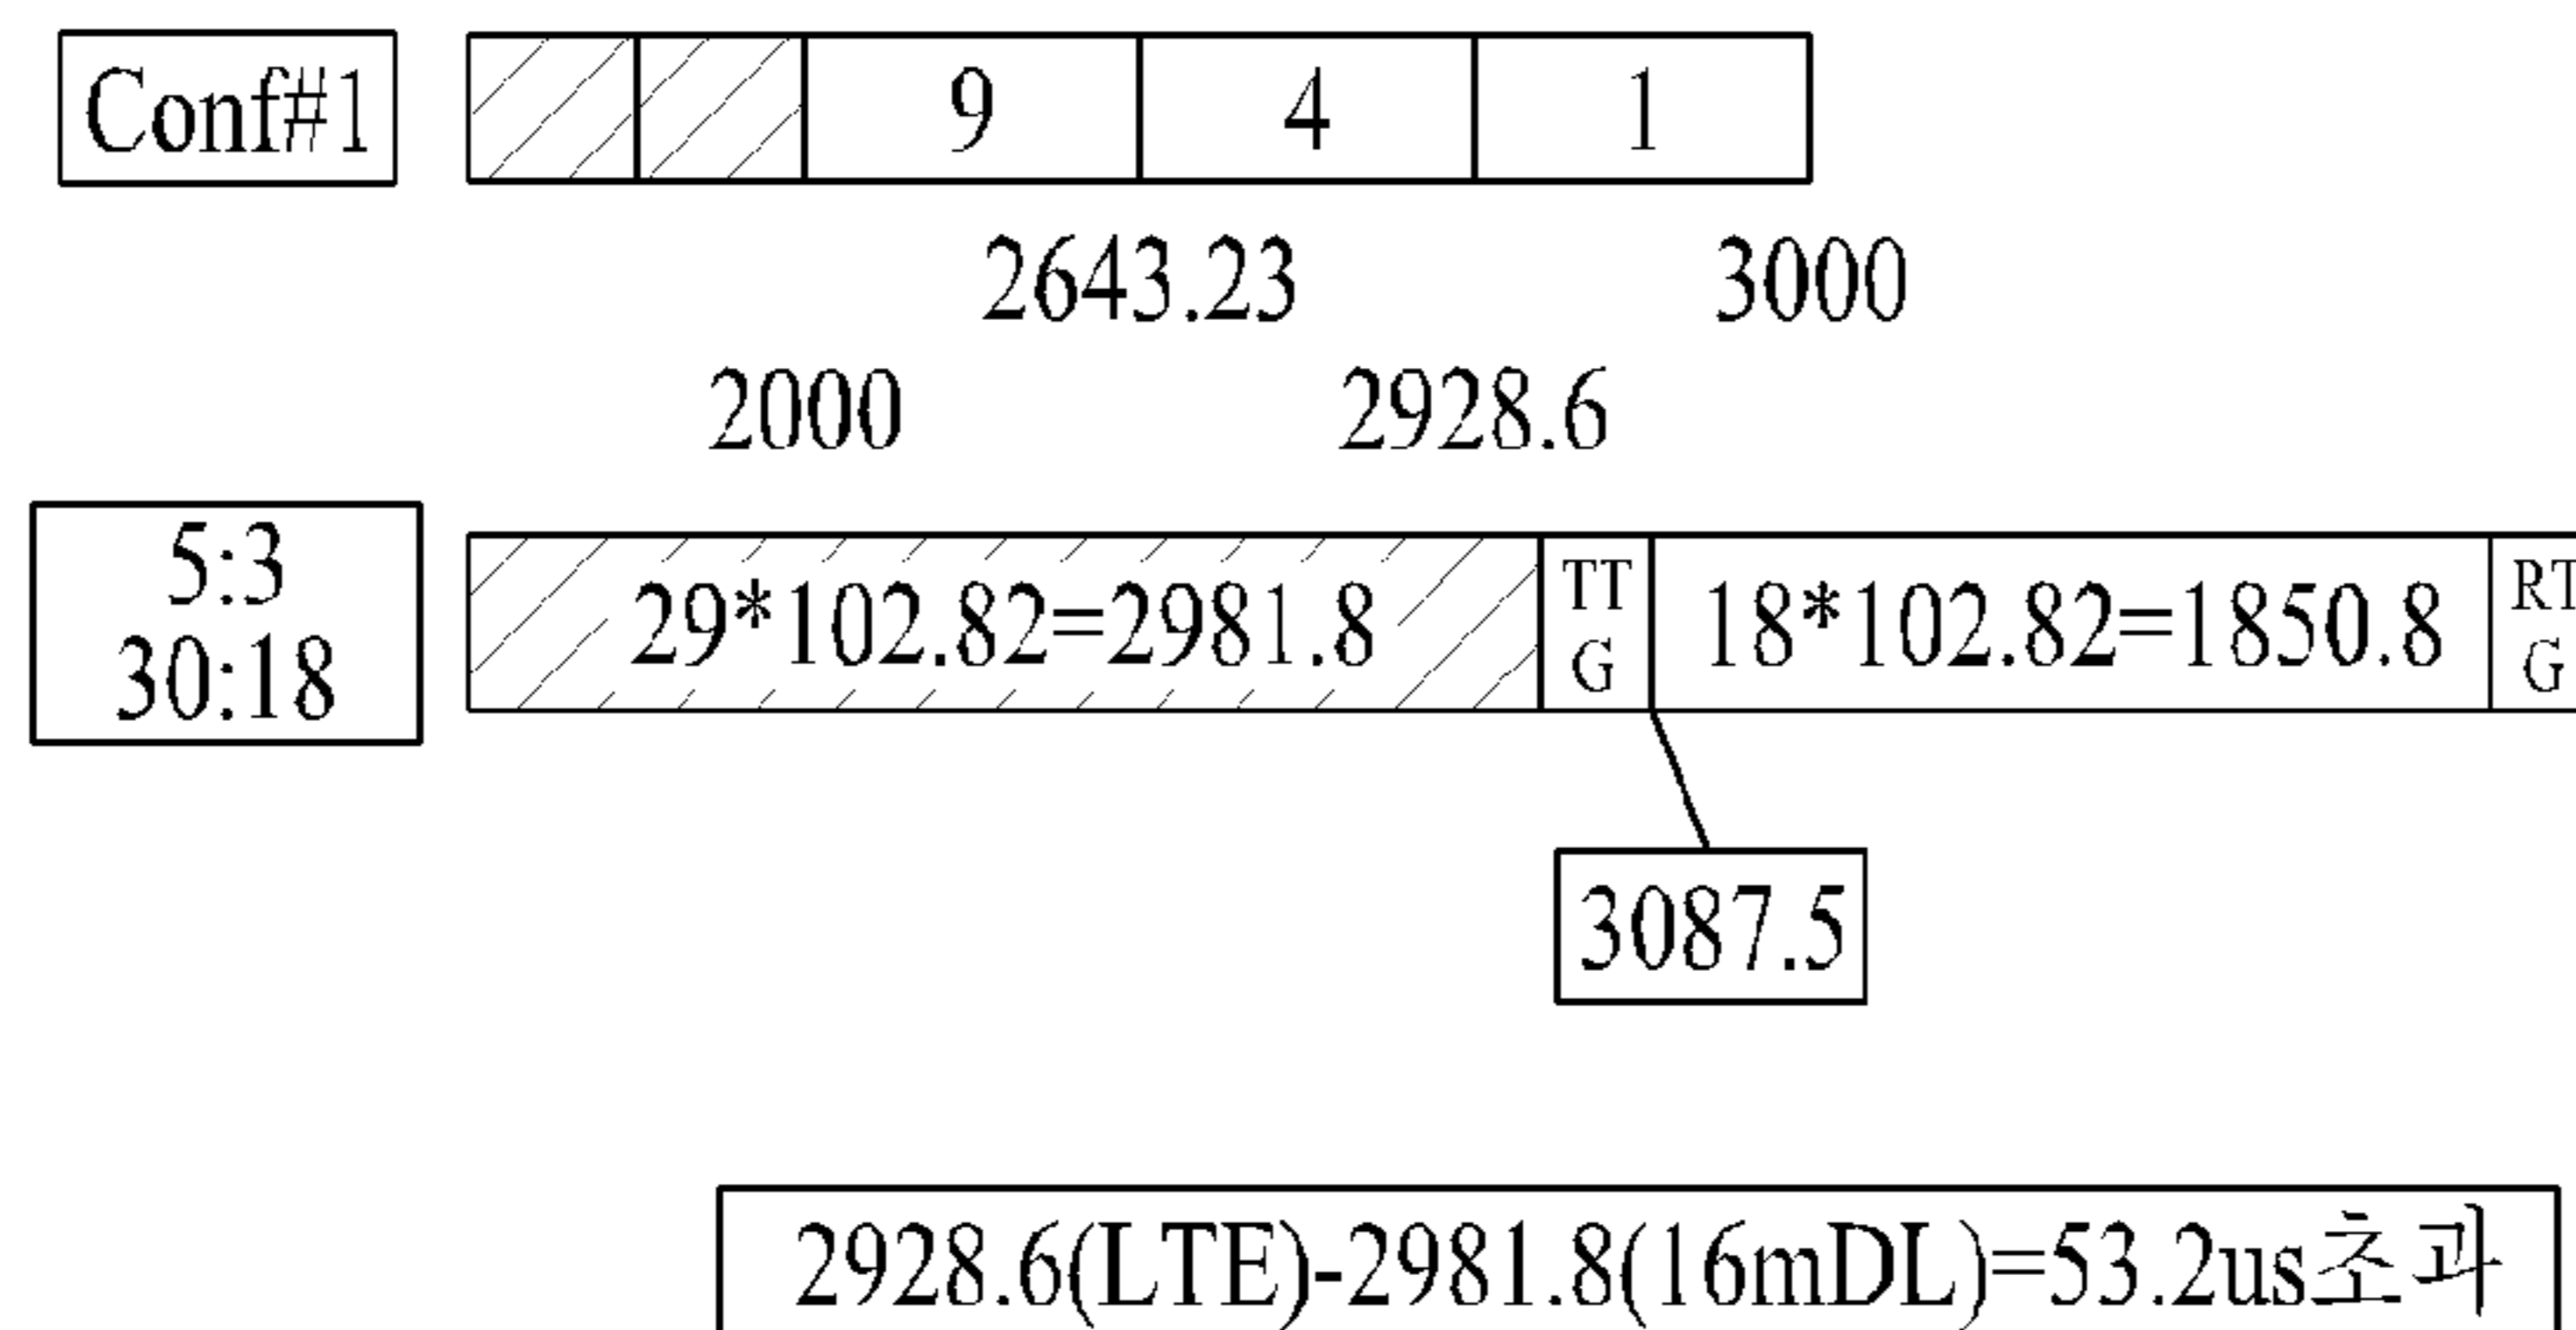 Conf#1
9 4 1
2643.23 3000
2000 2928.6
5:3
30:18
29*102.82=2981.8
TT
G
18*102.82=1850.8
RT
G
3087.5
2928.6(LTE)-2981.8(16mDL)=53.2us초과